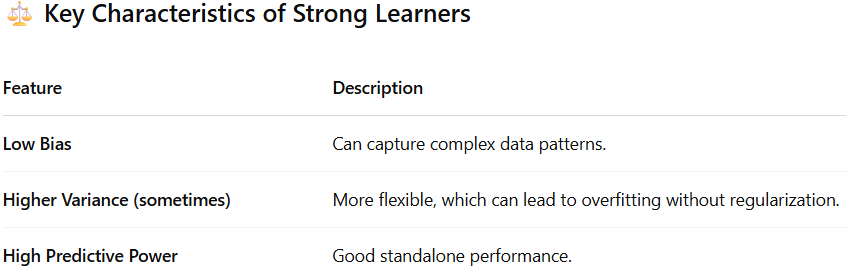 ⚖️ Key Characteristics of Strong Learners
Feature Description
Low Bias Can capture complex data patterns.
Higher Variance (sometimes) More flexible, which can lead to overfitting without regularization.
High Predictive Power Good standalone performance.